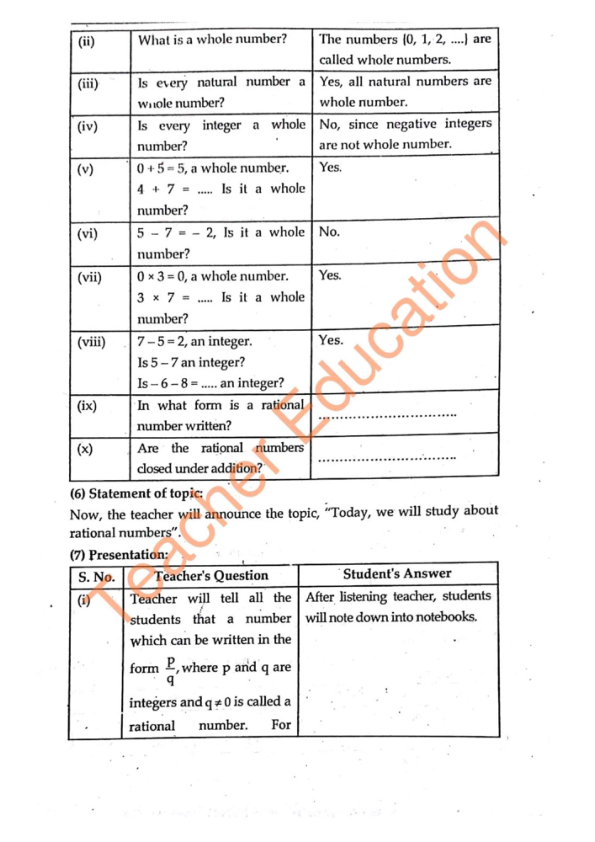 (ii) What is a whole number? The numbers {0, 1, 2, ....} are
called whole numbers.
(iii) Is every natural number a Yes, all natural numbers are
whole number? whole number.
(iv) Is every integer a whole No, since negative integers
number? are not whole number.
(v) 0 + 5 = 5, a whole number. Yes.
4 + 7 = ..... Is it a whole
number?
(vi) 5 – 7 = – 2, Is it a whole No.
number?
(vii) 0 × 3 = 0, a whole number. Yes.
3 × 7 = ..... Is it a whole
number?
(viii) 7 – 5 = 2, an integer. Yes.
Is 5 – 7 an integer?
Is – 6 – 8 = ..... an integer?
(ix) In what form is a rational ................................
number written?
(x) Are the rational numbers ................................
closed under addition?
(6) Statement of topic:
Now, the teacher will announce the topic, "Today, we will study about
rational numbers".
(7) Presentation:
S. No. Teacher's Question Student's Answer
(i) Teacher will tell all the After listening teacher, students
students that a number will note down into notebooks.
which can be written in the
form p/q, where p and q are
integers and q ≠ 0 is called a
rational number. For
Teacher Education